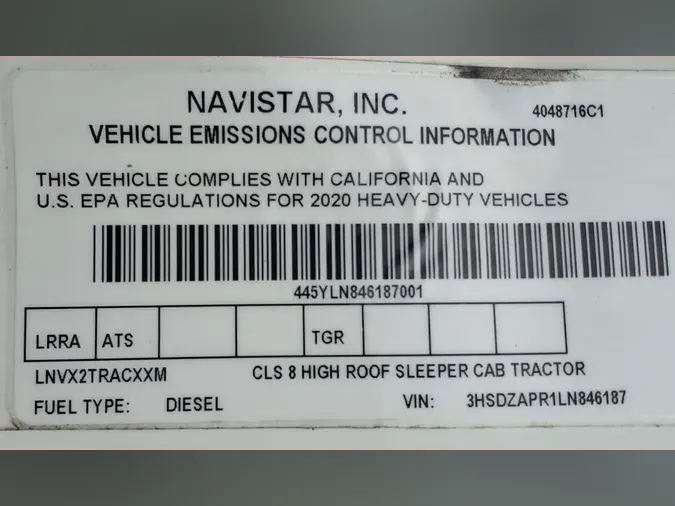 NAVISTAR, INC.
4048716C1
VEHICLE EMISSIONS CONTROL INFORMATION
THIS VEHICLE COMPLIES WITH CALIFORNIA AND
U.S. EPA REGULATIONS FOR 2020 HEAVY-DUTY VEHICLES
445YLN846187001
LRRA ATS TGR
LNVX2TRACXXM CLS 8 HIGH ROOF SLEEPER CAB TRACTOR
FUEL TYPE: DIESEL VIN: 3HSDZAPR1LN846187